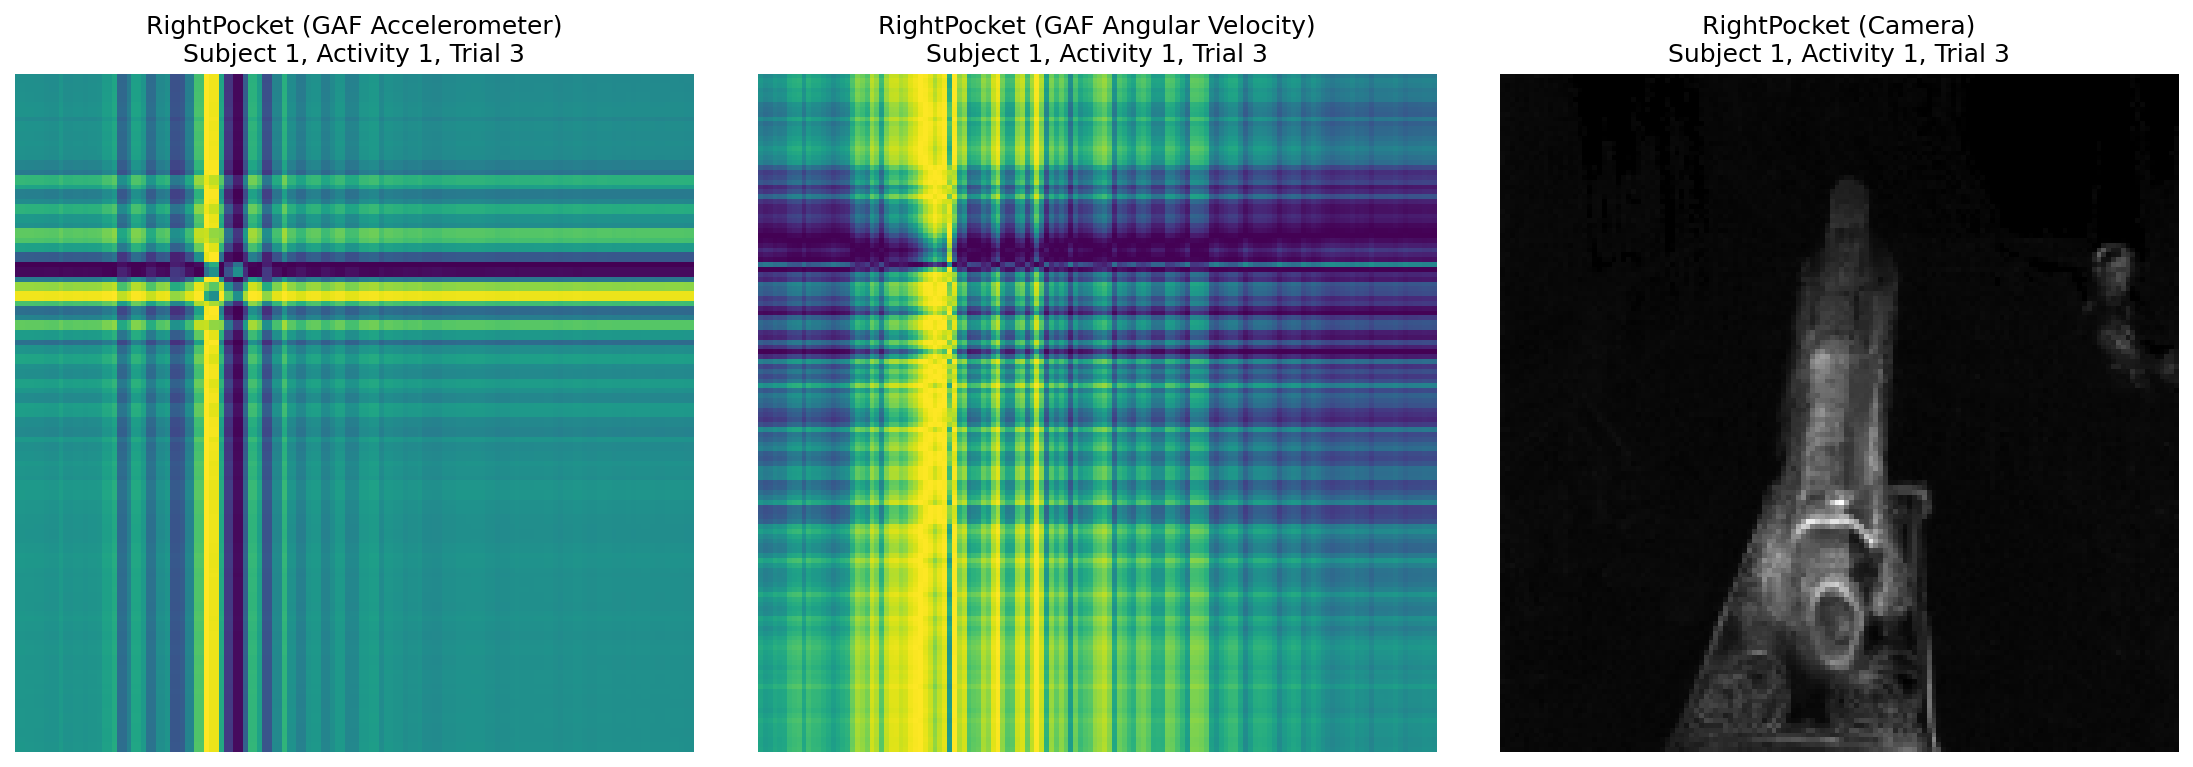 RightPocket (GAF Accelerometer)
Subject 1, Activity 1, Trial 3
RightPocket (GAF Angular Velocity)
Subject 1, Activity 1, Trial 3
RightPocket (Camera)
Subject 1, Activity 1, Trial 3